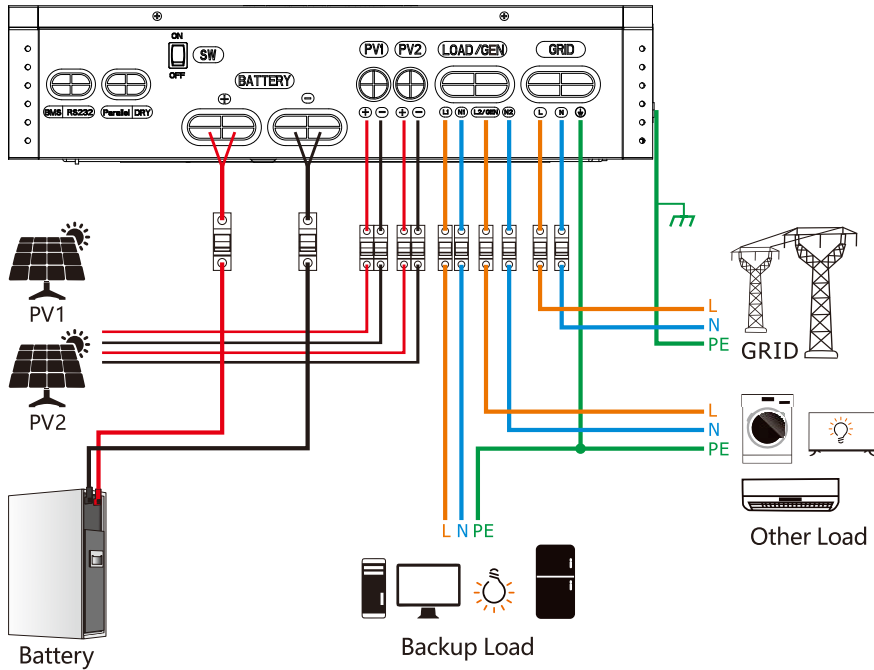 ON
OFF
SW
BATTERY
+ −
PV1 PV2 LOAD/GEN GRID
BMS RS232 Parallel DRY
+ − + − L1 N1 L2/GEN N2 L N
PV1
PV2
Battery
L
N
PE
GRID
L
N
PE
Other Load
L N PE
Backup Load